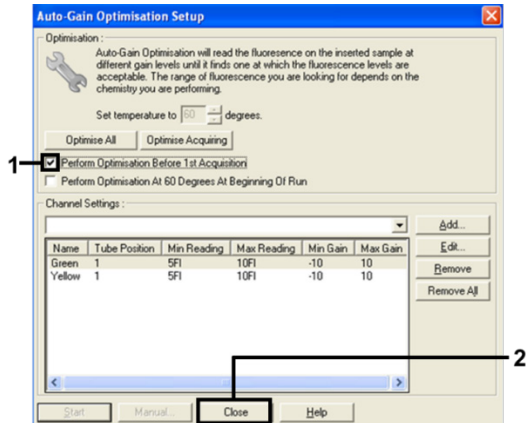 Auto-Gain Optimisation Setup
Optimisation :
Auto-Gain Optimisation will read the fluoresence on the inserted sample at
different gain levels until it finds one at which the fluorescence levels are
acceptable. The range of fluorescence you are looking for depends on the
chemistry you are performing.
Set temperature to 60 degrees.
Optimise All Optimise Acquiring
1
Perform Optimisation Before 1st Acquisition
Perform Optimisation At 60 Degrees At Beginning Of Run
Channel Settings :
Add...
Name Tube Position Min Reading Max Reading Min Gain Max Gain
Edit...
Green 1 5Fl 10Fl -10 10
Yellow 1 5Fl 10Fl -10 10
Remove
Remove All
2
Start Manual... Close Help